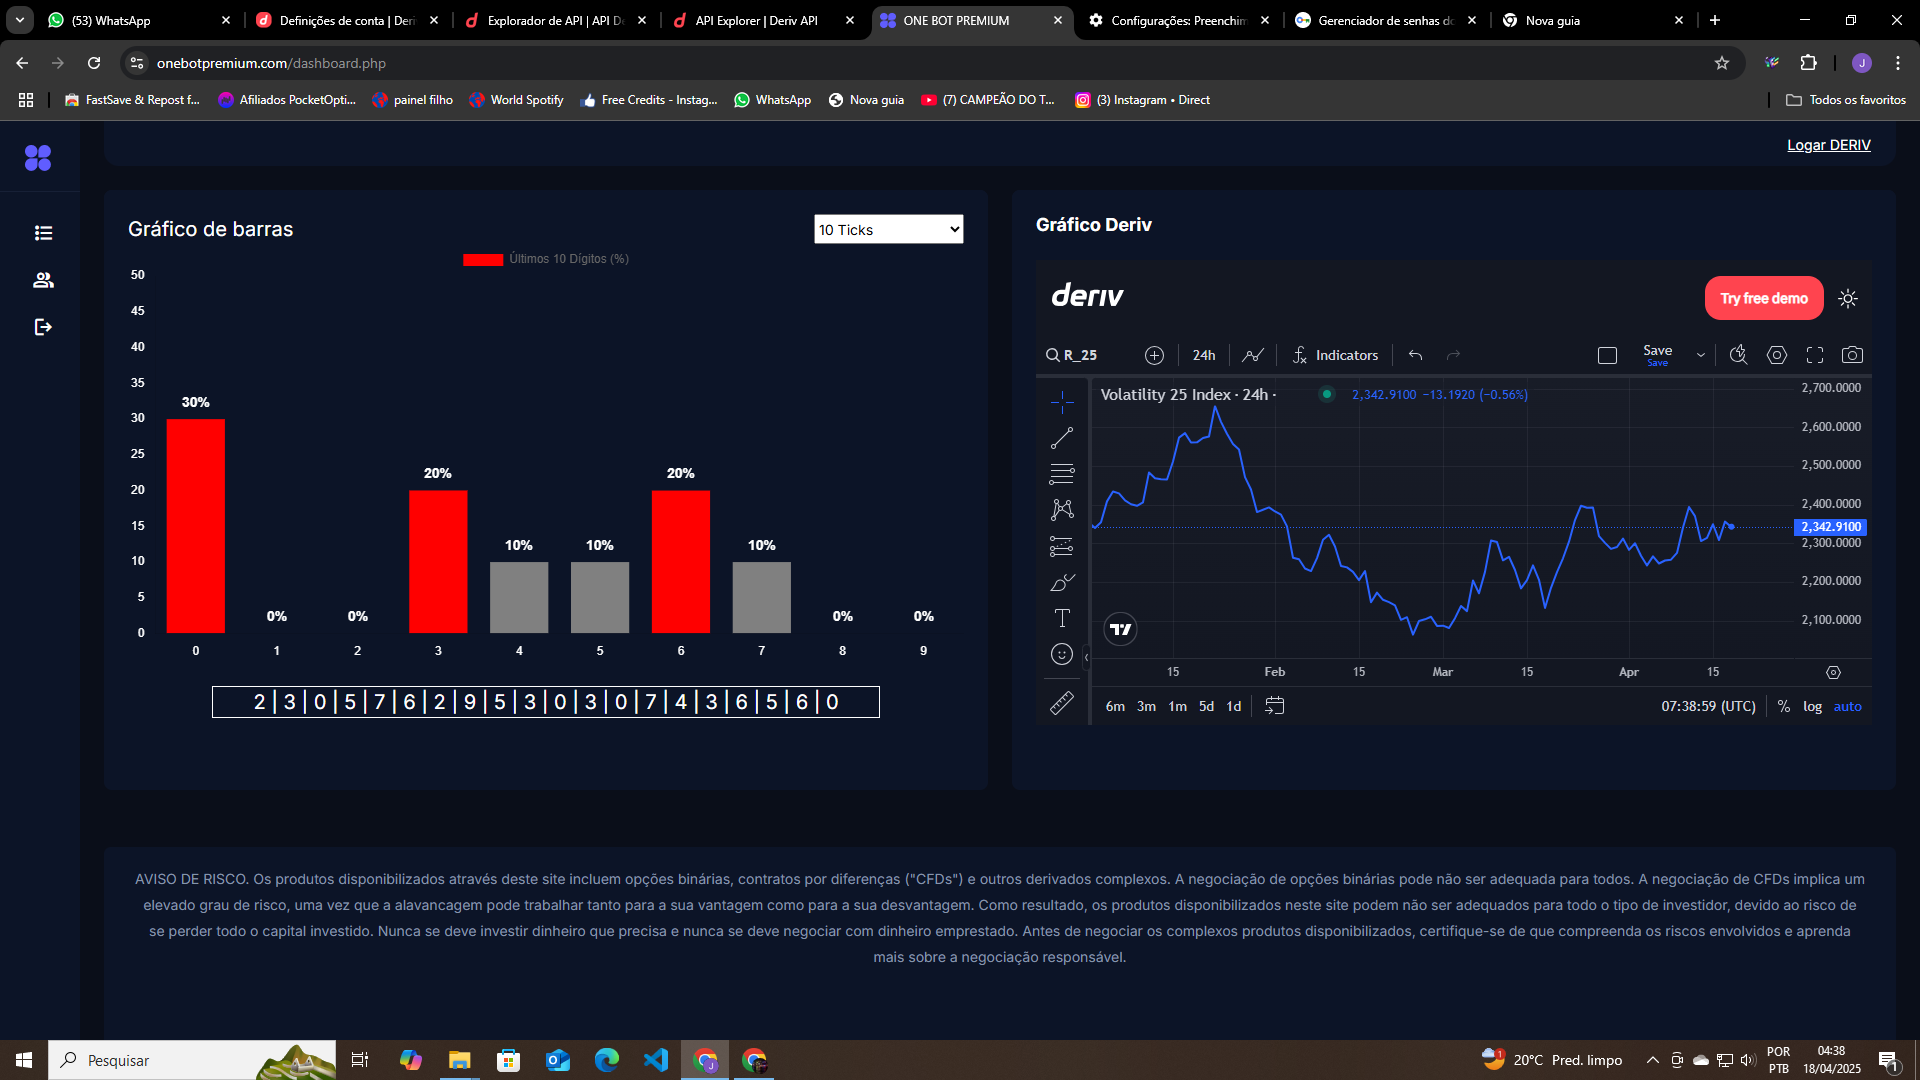 (53) WhatsApp
Definições de conta | Deri
Explorador de API | API De
API Explorer | Deriv API
ONE BOT PREMIUM
Configurações: Preenchim
Gerenciador de senhas do
Nova guia
onebotpremium.com/dashboard.php
J
FastSave & Repost f...
Afiliados PocketOpti...
painel filho
World Spotify
Free Credits - Instag...
WhatsApp
Nova guia
(7) CAMPEÃO DO T...
(3) Instagram • Direct
Todos os favoritos
Logar DERIV
Gráfico de barras
10 Ticks
Últimos 10 Dígitos (%)
50
45
40
35
30
25
20
15
10
5
0
30%
0%
0%
20%
10%
10%
20%
10%
0%
0%
0 1 2 3 4 5 6 7 8 9
2|3|0|5|7|6|2|9|5|3|0|3|0|7|4|3|6|5|6|0
Gráfico Deriv
deriv
Try free demo
R_25
24h
Indicators
Save
Save
Volatility 25 Index · 24h ·
2,342.9100 −13.1920 (−0.56%)
2,700.0000
2,600.0000
2,500.0000
2,400.0000
2,342.9100
2,300.0000
2,200.0000
2,100.0000
15 Feb 15 Mar 15 Apr 15
6m 3m 1m 5d 1d
07:38:59 (UTC)
% log auto
AVISO DE RISCO. Os produtos disponibilizados através deste site incluem opções binárias, contratos por diferenças ("CFDs") e outros derivados complexos. A negociação de opções binárias pode não ser adequada para todos. A negociação de CFDs implica um
elevado grau de risco, uma vez que a alavancagem pode trabalhar tanto para a sua vantagem como para a sua desvantagem. Como resultado, os produtos disponibilizados neste site podem não ser adequados para todo o tipo de investidor, devido ao risco de
se perder todo o capital investido. Nunca se deve investir dinheiro que precisa e nunca se deve negociar com dinheiro emprestado. Antes de negociar os complexos produtos disponibilizados, certifique-se de que compreenda os riscos envolvidos e aprenda
mais sobre a negociação responsável.
Pesquisar
1
20°C Pred. limpo
POR
PTB
04:38
18/04/2025
1